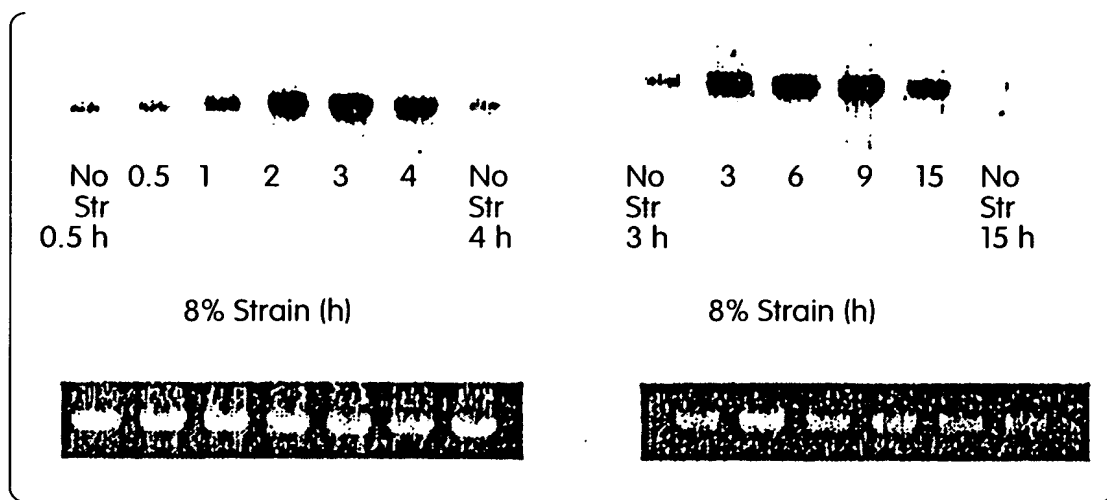 No 0.5 1 2 3 4 No
Str Str
0.5 h 4 h
8% Strain (h)
No 3 6 9 15 No
Str Str
3 h 15 h
8% Strain (h)